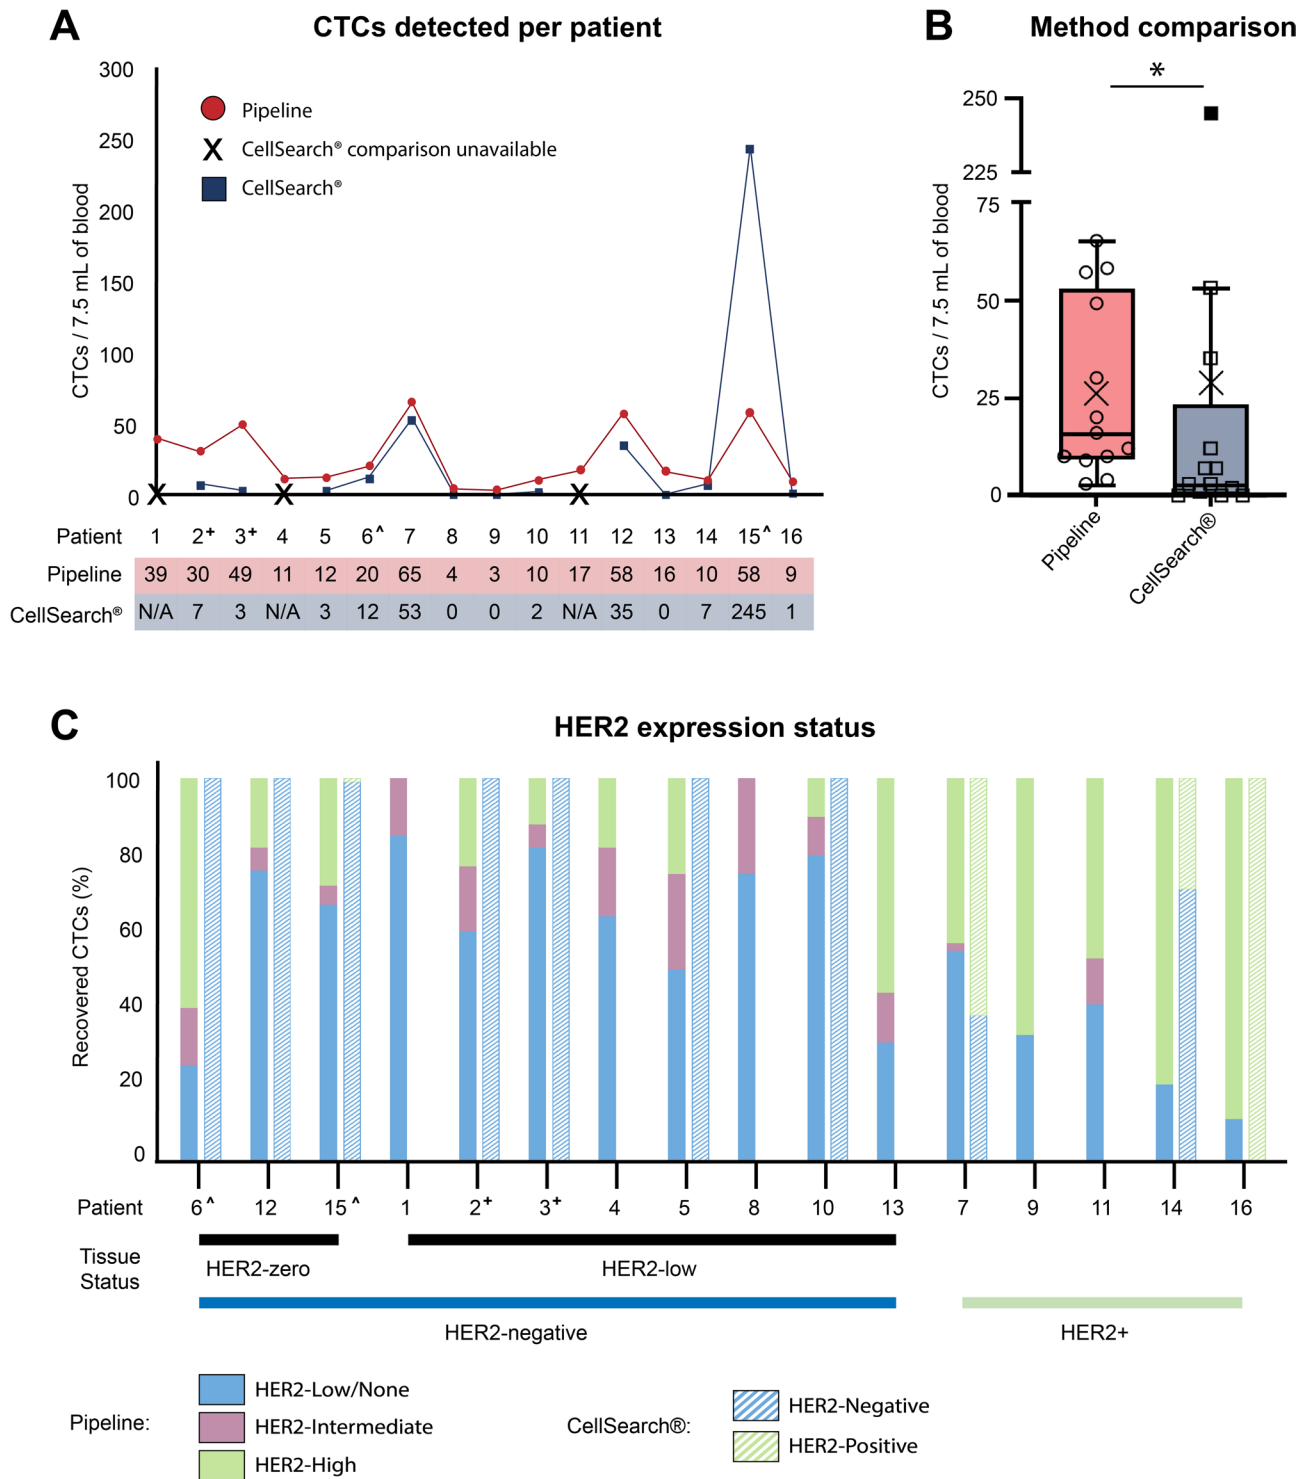 A
CTCs detected per patient
300
250
200
150
100
50
0
CTCs / 7.5 mL of blood
Pipeline
X CellSearch® comparison unavailable
CellSearch®
X X X
Patient 1 2+ 3+ 4 5 6^ 7 8 9 10 11 12 13 14 15^ 16
Pipeline 39 30 49 11 12 20 65 4 3 10 17 58 16 10 58 9
CellSearch® N/A 7 3 N/A 3 12 53 0 0 2 N/A 35 0 7 245 1
B
Method comparison
*
250
225
75
50
25
0
CTCs / 7.5 mL of blood
Pipeline
CellSearch®
C
HER2 expression status
100
80
60
40
20
0
Recovered CTCs (%)
Patient 6^ 12 15^ 1 2+ 3+ 4 5 8 10 13 7 9 11 14 16
Tissue
Status
HER2-zero HER2-low
HER2-negative HER2+
Pipeline:
HER2-Low/None
HER2-Intermediate
HER2-High
CellSearch®:
HER2-Negative
HER2-Positive